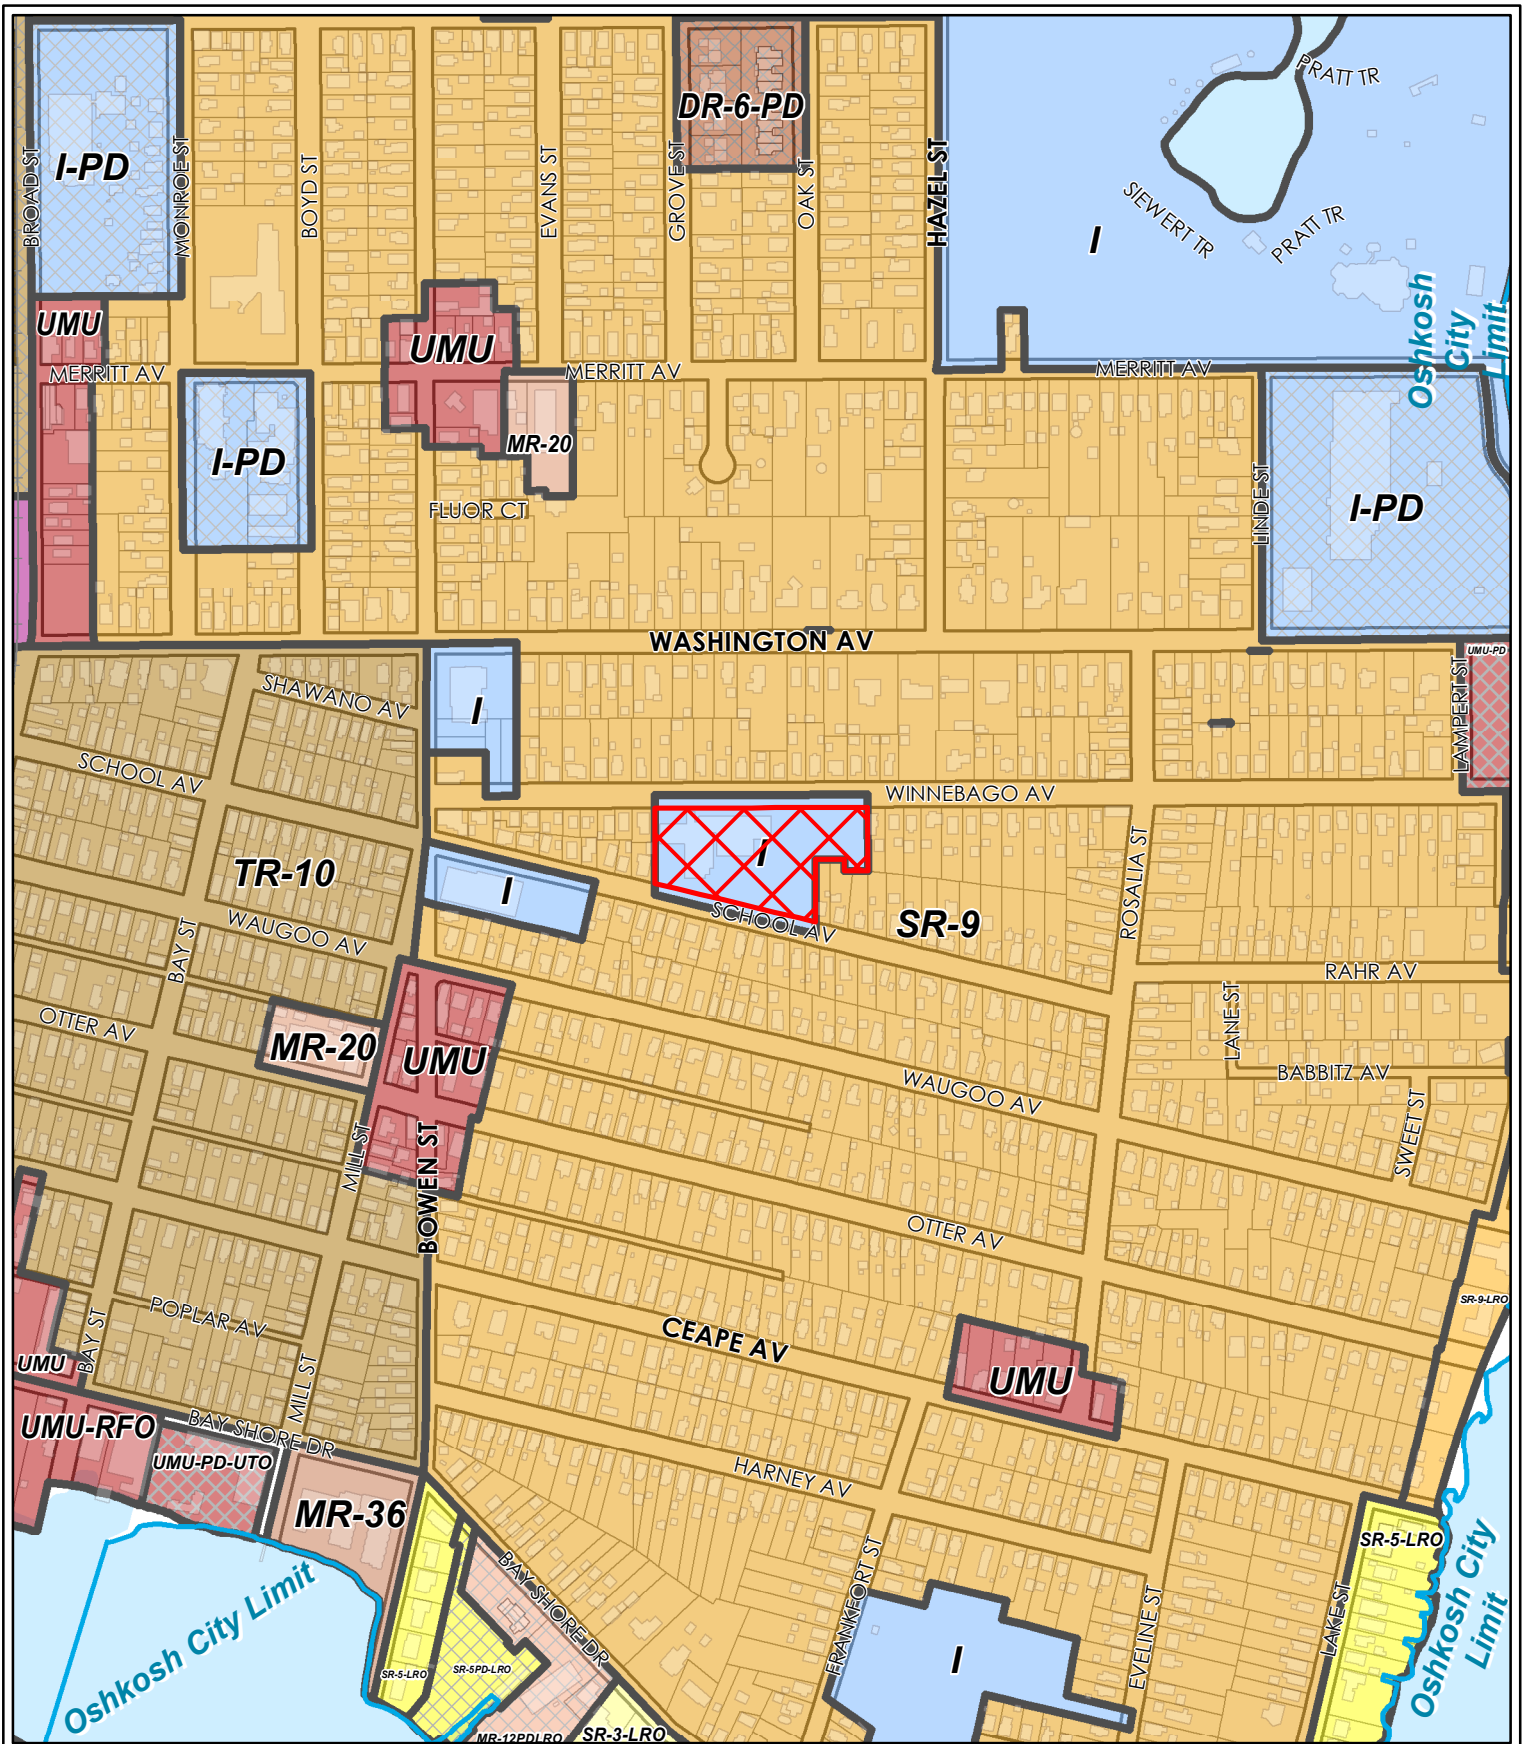 PRATT TR
DR-6-PD
I-PD
BROAD ST
MONROE ST
BOYD ST
EVANS ST
GROVE ST
OAK ST
HAZEL ST
SIEWERT TR
PRATT TR
I
UMU
UMU
Oshkosh
City
Limit
MERRITT AV
MERRITT AV
MERRITT AV
I-PD
MR-20
FLUOR CT
LINDE ST
I-PD
WASHINGTON AV
UMU-PD
SHAWANO AV
I
LAMPERT ST
SCHOOL AV
WINNEBAGO AV
I
TR-10
I
SCHOOL AV
SR-9
ROSALIA ST
WAUGOO AV
BAY ST
RAHR AV
OTTER AV
MR-20
UMU
LANE ST
BABBITZ AV
WAUGOO AV
SWEET ST
MILL ST
BOWEN ST
OTTER AV
SR-9-LRO
POPLAR AV
BAY ST
CEAPE AV
UMU
MILL ST
UMU
UMU-RFO
BAY SHORE DR
UMU-PD-UTO
HARNEY AV
MR-36
SR-5-LRO
Oshkosh City
Limit
BAY SHORE DR
FRANKFORT ST
EVELINE ST
LAKE ST
Oshkosh City Limit
SR-5-LRO
SR-5PD-LRO
I
MR-12PDLRO
SR-3-LRO